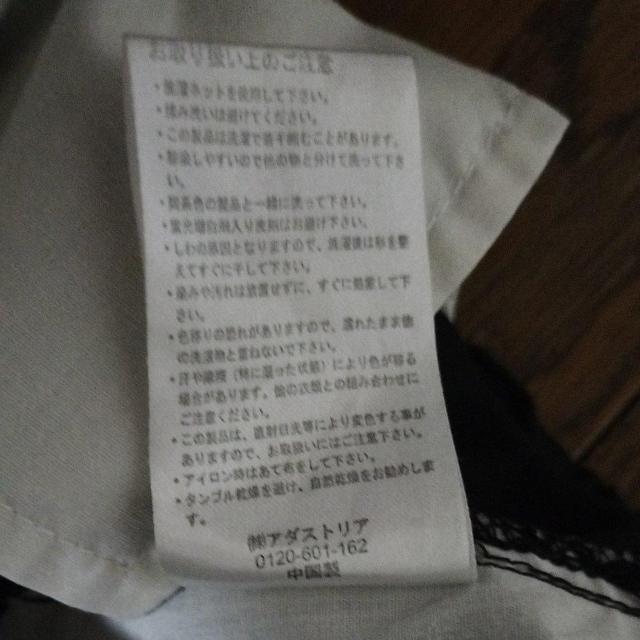 お取り扱い上のご注意
・洗濯ネットを使用して下さい。
・揉み洗いは避けてください。
・この製品は洗濯で若干縮むことがあります。
・移染しやすいので他の物と分けて洗って下さ
い。
・同系色の製品と一緒に洗って下さい。
・蛍光増白剤入り洗剤はお避け下さい。
・しわの原因となりますので、洗濯後は形を整
えてすぐに干して下さい。
・染みや汚れは放置せずに、すぐに処置して下
さい。
・色移りの恐れがありますので、濡れたまま他
の洗濯物と重ねないで下さい。
・汗や摩擦（特に湿った状態）により色が移る
場合があります。他の衣類との組み合わせに
ご注意ください。
・この製品は、直射日光等により変色する事が
ありますので、お取扱いにはご注意下さい。
・アイロン時はあて布をして下さい。
・タンブル乾燥を避け、自然乾燥をお勧めしま
す。
㈱アダストリア
0120-601-162
中国製